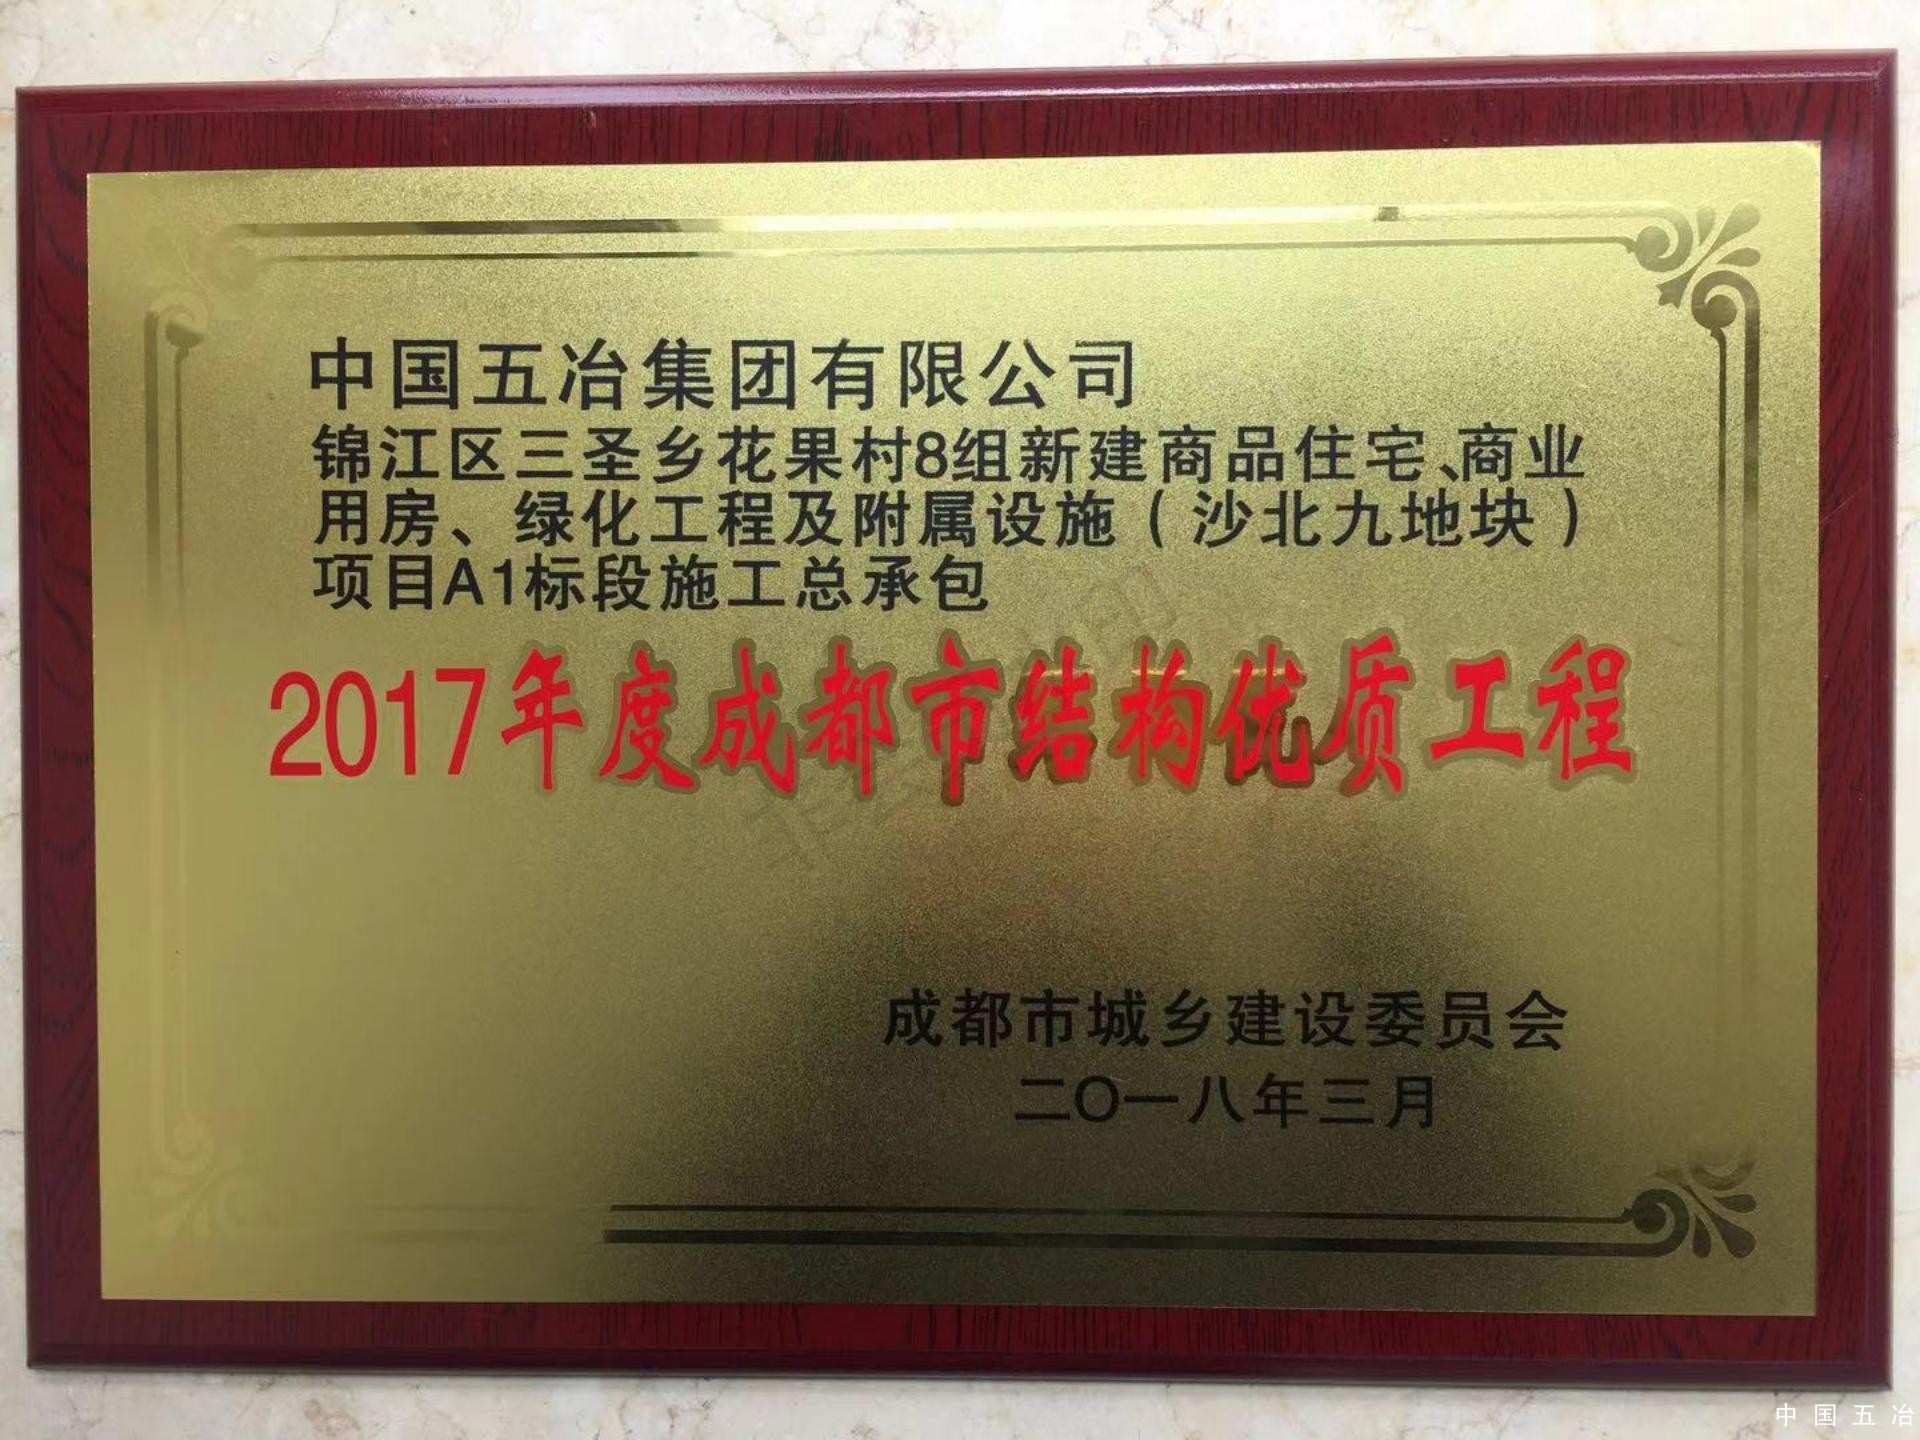 中国五冶集团有限公司
锦江区三圣乡花果村8组新建商品住宅、商业
用房、绿化工程及附属设施（沙北九地块）
项目A1标段施工总承包
2017年度成都市结构优质工程
成都市城乡建设委员会
二〇一八年三月
中国五冶